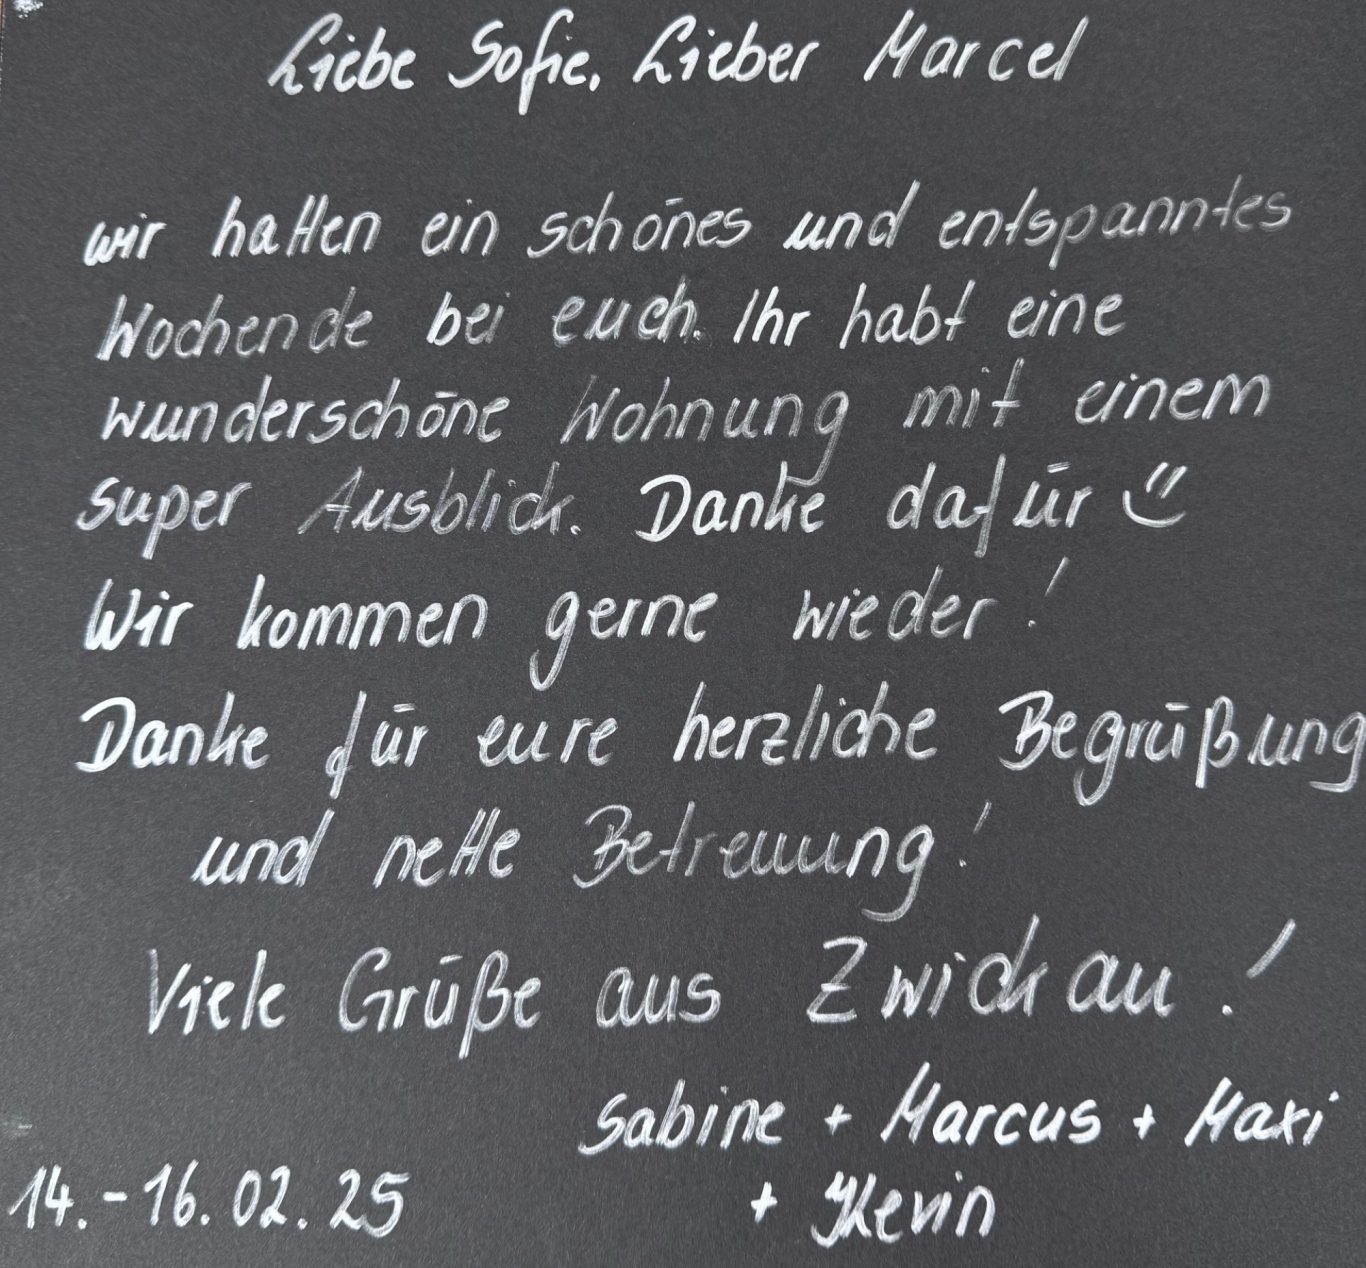 Liebe Sofie, Lieber Marcel
wir hatten ein schönes und entspanntes
Wochende bei euch. Ihr habt eine
wunderschöne Wohnung mit einem
super Ausblick. Danke dafür
Wir kommen gerne wieder!
Danke für eure herzliche Begrüßung
und nette Betreuung!
Viele Grüße aus Zwickau!
Sabine + Marcus + Maxi
14.-16.02.25 + Kevin